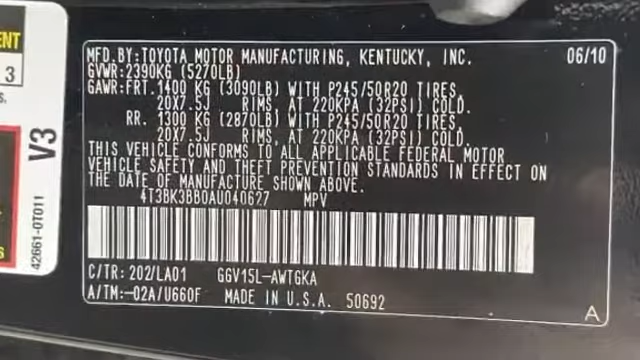 ENT
3
S.
V3
42661-0T011
MFD.BY:TOYOTA MOTOR MANUFACTURING, KENTUCKY, INC. 06/10
GVWR:2390KG (5270LB)
GAWR:FRT. 1400 KG (3090LB) WITH P245/50R20 TIRES,
20X7.5J RIMS, AT 220KPA (32PSI) COLD.
RR. 1300 KG (2870LB) WITH P245/50R20 TIRES,
20X7.5J RIMS, AT 220KPA (32PSI) COLD.
THIS VEHICLE CONFORMS TO ALL APPLICABLE FEDERAL MOTOR
VEHICLE SAFETY AND THEFT PREVENTION STANDARDS IN EFFECT ON
THE DATE OF MANUFACTURE SHOWN ABOVE.
4T3BK3BB0AU040627 MPV
C/TR: 202/LA01 GGV15L-AWTGKA
A/TM:-02A/U660F MADE IN U.S.A. 50692
A